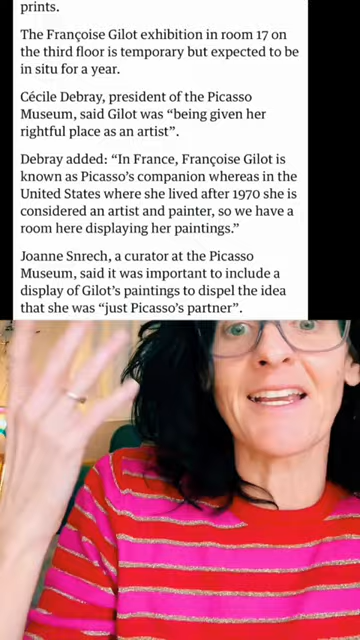 prints.
The Françoise Gilot exhibition in room 17 on
the third floor is temporary but expected to be
in situ for a year.
Cécile Debray, president of the Picasso
Museum, said Gilot was “being given her
rightful place as an artist”.
Debray added: “In France, Françoise Gilot is
known as Picasso’s companion whereas in the
United States where she lived after 1970 she is
considered an artist and painter, so we have a
room here displaying her paintings.”
Joanne Snrech, a curator at the Picasso
Museum, said it was important to include a
display of Gilot’s paintings to dispel the idea
that she was “just Picasso’s partner”.